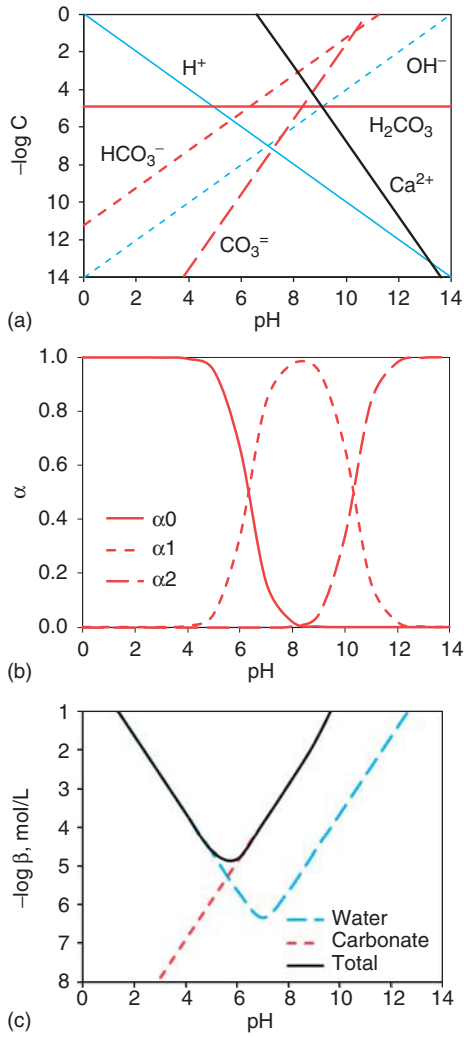 0
2
4
6
8
10
12
14
−log C
H⁺
OH⁻
HCO₃⁻
H₂CO₃
Ca²⁺
CO₃⁼
0 2 4 6 8 10 12 14
pH
(a)
1.0
0.8
0.6
0.4
0.2
0.0
α
α0
α1
α2
0 2 4 6 8 10 12 14
pH
(b)
1
2
3
4
5
6
7
8
−log β, mol/L
Water
Carbonate
Total
0 2 4 6 8 10 12 14
pH
(c)